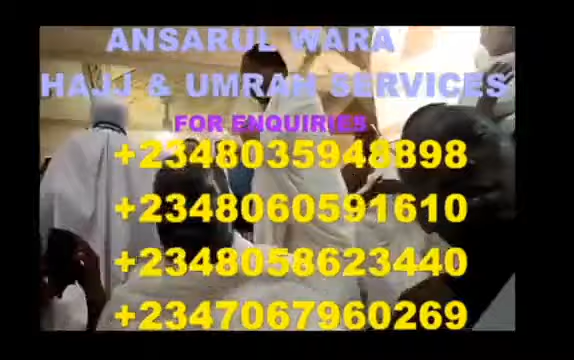 ANSARUL WARA
HAJJ & UMRAH SERVICES
FOR ENQUIRIES
+2348035948898
+2348060591610
+2348058623440
+2347067960269